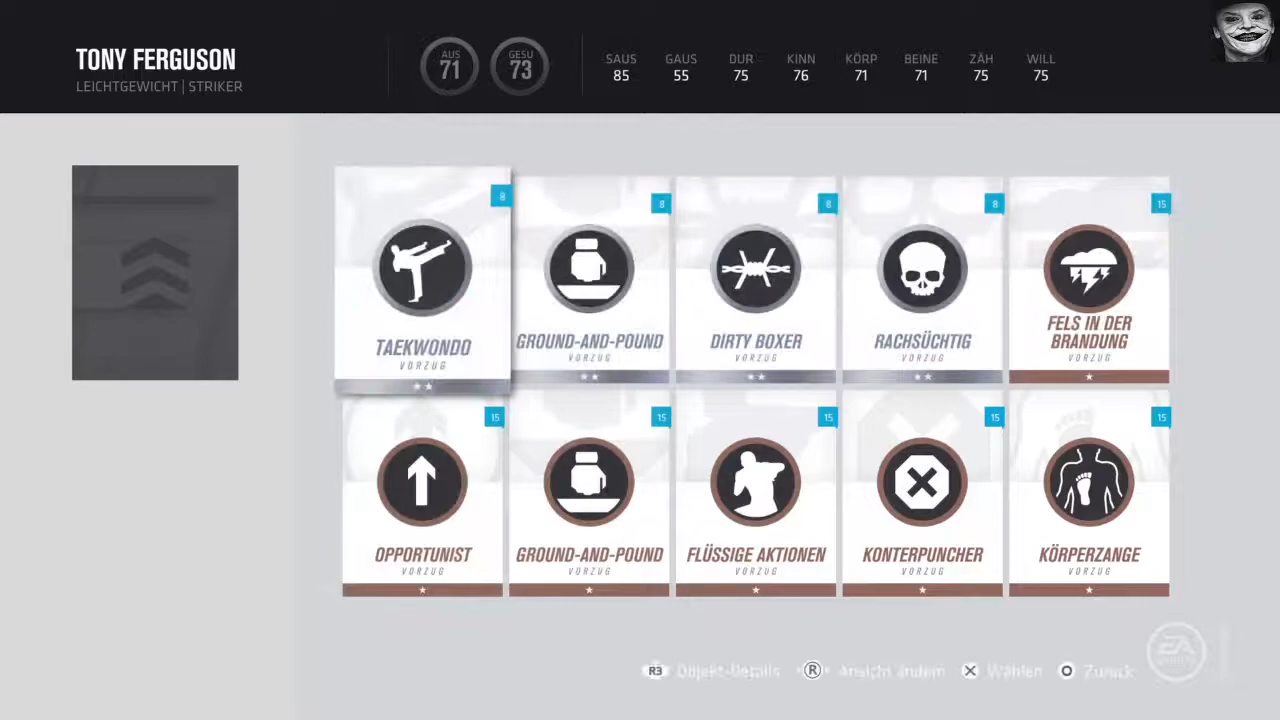 TONY FERGUSON
LEICHTGEWICHT | STRIKER
AUS
71
GESU
73
SAUS GAUS DUR KINN KÖRP BEINE ZÄH WILL
85 55 75 76 71 71 75 75
8
TAEKWONDO
VORZUG
8
GROUND-AND-POUND
VORZUG
8
DIRTY BOXER
VORZUG
8
RACHSÜCHTIG
VORZUG
15
FELS IN DER
BRANDUNG
VORZUG
15
OPPORTUNIST
VORZUG
15
GROUND-AND-POUND
VORZUG
15
FLÜSSIGE AKTIONEN
VORZUG
15
KONTERPUNCHER
VORZUG
15
KÖRPERZANGE
VORZUG
R3 Objekt-Details R Ansicht ändern X Wählen O Zurück
EA
SPORTS